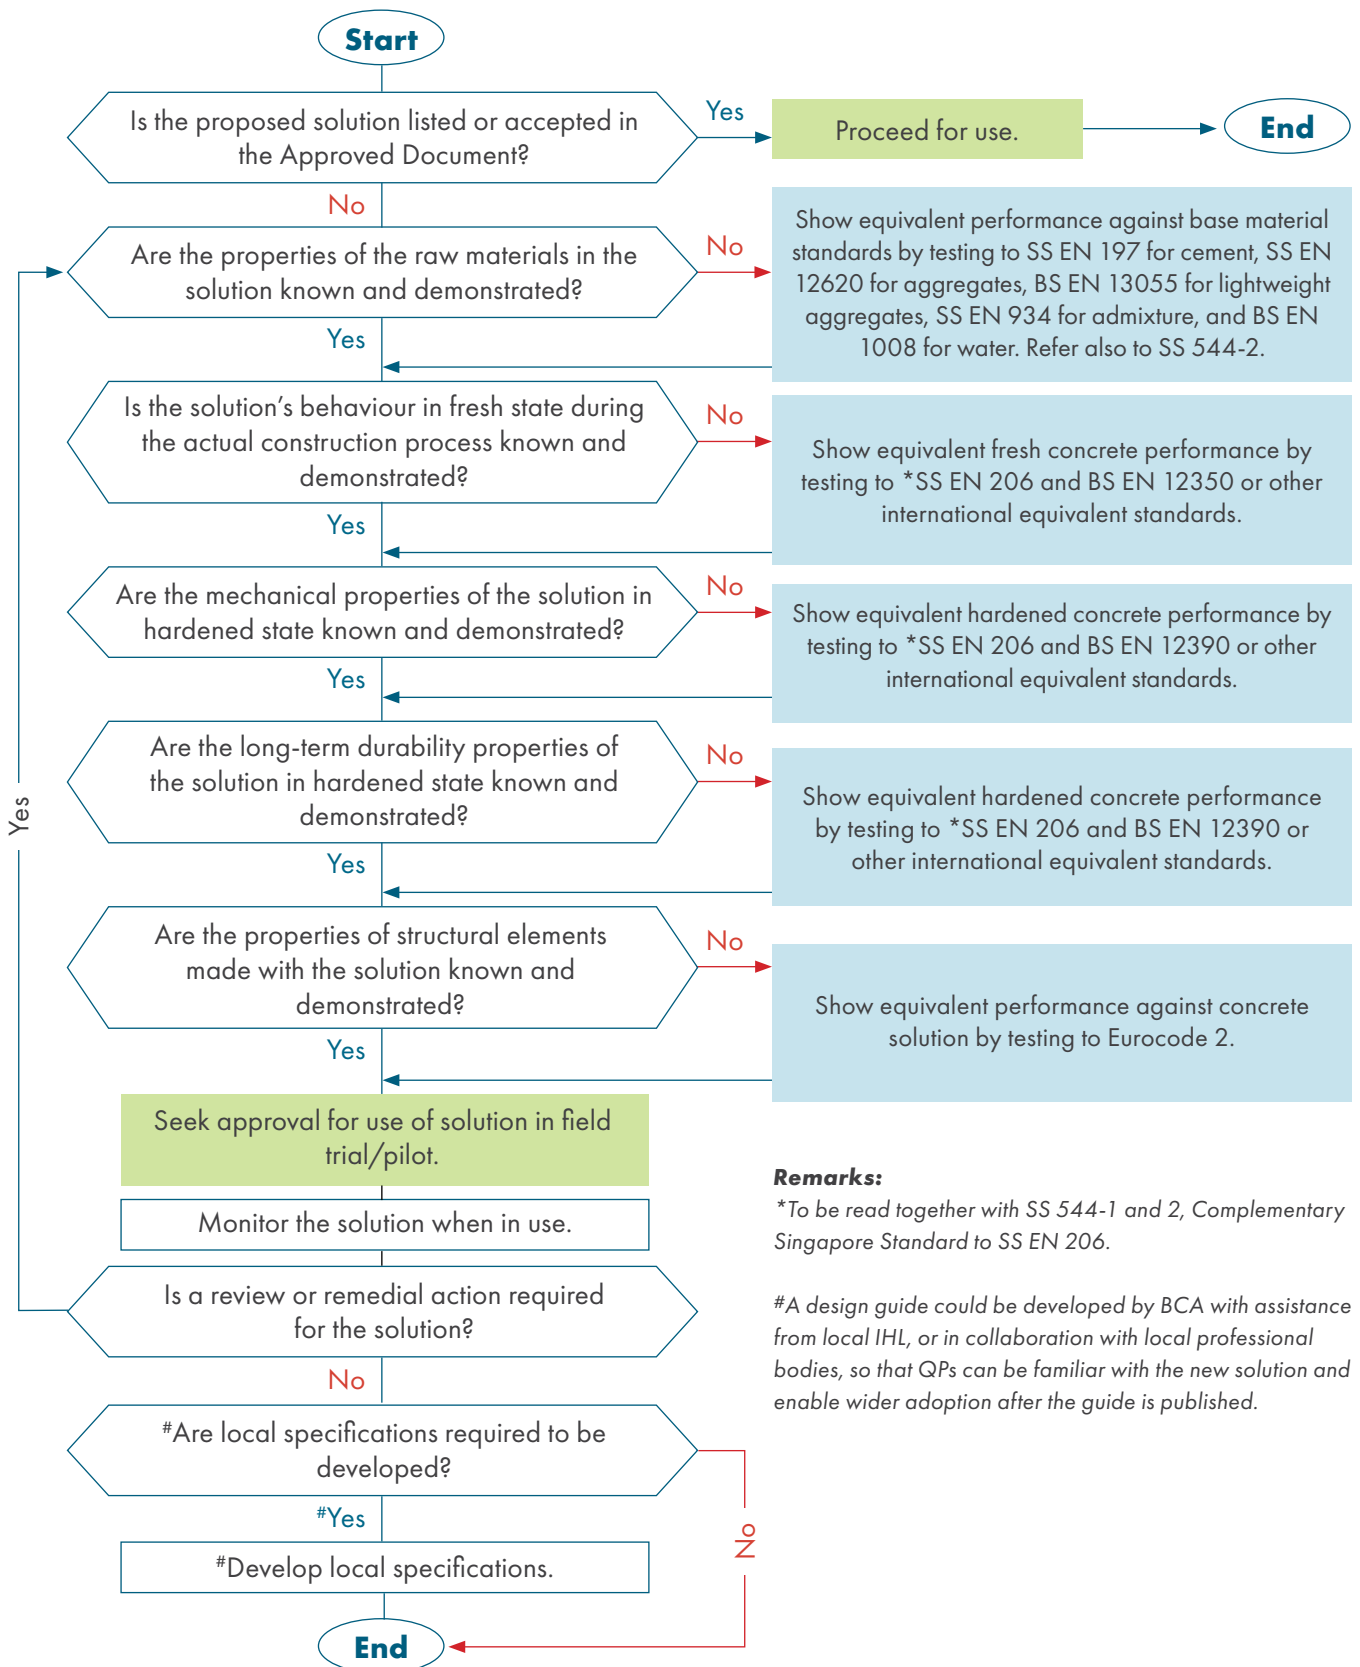 Start
Is the proposed solution listed or accepted in
the Approved Document?
Yes
Proceed for use.
End
No
Are the properties of the raw materials in the
solution known and demonstrated?
No
Show equivalent performance against base material
standards by testing to SS EN 197 for cement, SS EN
12620 for aggregates, BS EN 13055 for lightweight
aggregates, SS EN 934 for admixture, and BS EN
1008 for water. Refer also to SS 544-2.
Yes
Is the solution’s behaviour in fresh state during
the actual construction process known and
demonstrated?
No
Show equivalent fresh concrete performance by
testing to *SS EN 206 and BS EN 12350 or other
international equivalent standards.
Yes
Are the mechanical properties of the solution in
hardened state known and demonstrated?
No
Show equivalent hardened concrete performance by
testing to *SS EN 206 and BS EN 12390 or other
international equivalent standards.
Yes
Are the long-term durability properties of
the solution in hardened state known and
demonstrated?
No
Show equivalent hardened concrete performance
by testing to *SS EN 206 and BS EN 12390 or
other international equivalent standards.
Yes
Are the properties of structural elements
made with the solution known and
demonstrated?
No
Show equivalent performance against concrete
solution by testing to Eurocode 2.
Yes
Seek approval for use of solution in field
trial/pilot.
Monitor the solution when in use.
Is a review or remedial action required
for the solution?
Yes
No
#Are local specifications required to be
developed?
No
#Yes
#Develop local specifications.
End
Remarks:
*To be read together with SS 544-1 and 2, Complementary
Singapore Standard to SS EN 206.
#A design guide could be developed by BCA with assistance
from local IHL, or in collaboration with local professional
bodies, so that QPs can be familiar with the new solution and
enable wider adoption after the guide is published.